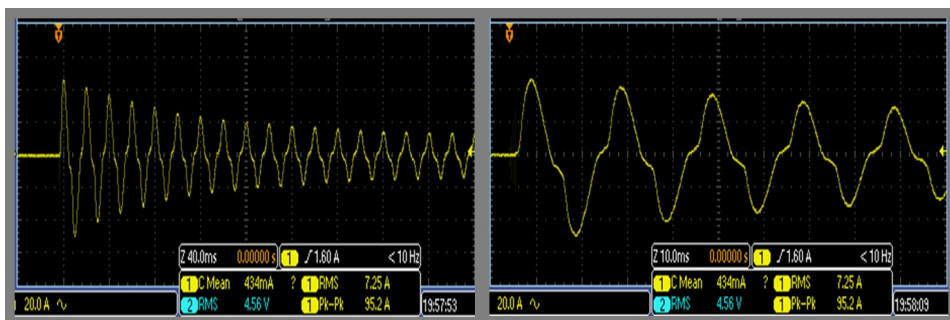 Z 40.0ms 0.00000 s 1 ƒ 1.60 A < 10 Hz
1 C Mean 434mA ? 1 RMS 7.25 A
20.0 A ∿ 2 RMS 4.56 V 1 Pk–Pk 95.2 A 19:57:53
Z 10.0ms 0.00000 s 1 ƒ 1.60 A < 10 Hz
1 C Mean 434mA ? 1 RMS 7.25 A
20.0 A ∿ 2 RMS 4.56 V 1 Pk–Pk 95.2 A 19:58:09